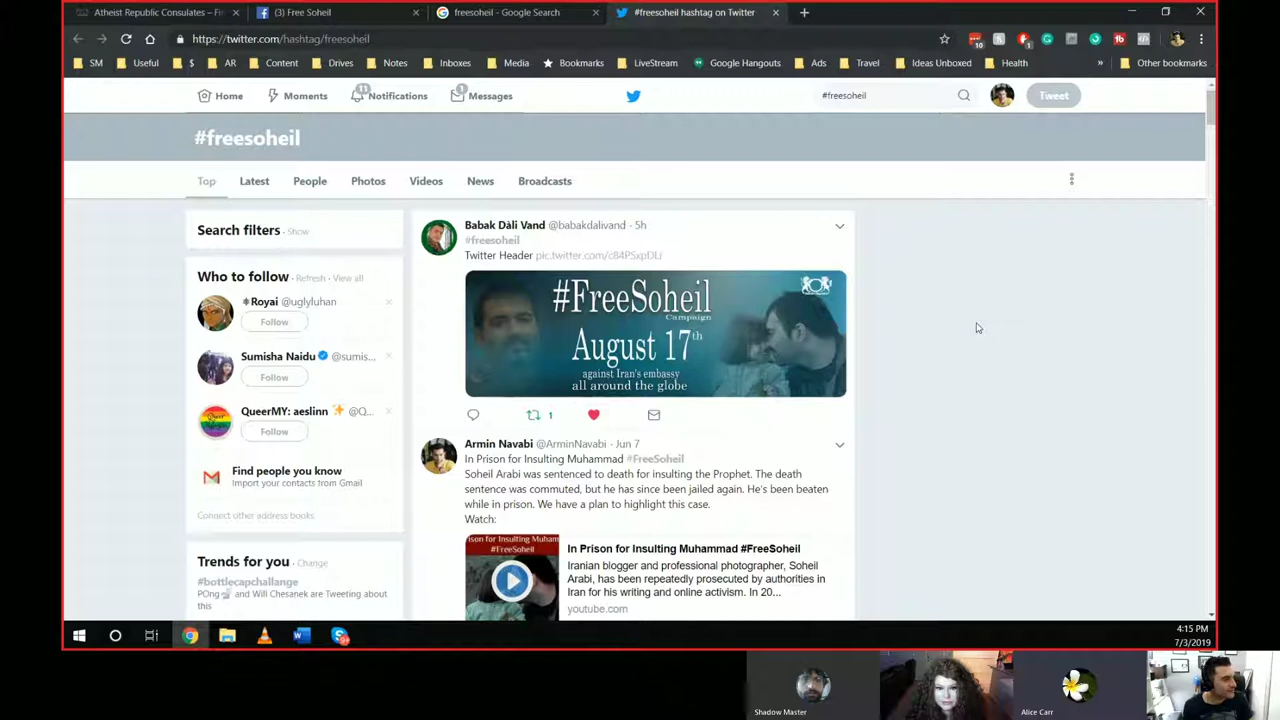 Atheist Republic Consulates – Fr
(3) Free Soheil
freesoheil - Google Search
#freesoheil hashtag on Twitter
https://twitter.com/hashtag/freesoheil
10
1
SM
Useful
$
AR
Content
Drives
Notes
Inboxes
Media
Bookmarks
LiveStream
Google Hangouts
Ads
Travel
Ideas Unboxed
Health
»
Other bookmarks
Home
Moments
11
Notifications
1
Messages
#freesoheil
Tweet
#freesoheil
Top
Latest
People
Photos
Videos
News
Broadcasts
Search filters · Show
Who to follow · Refresh · View all
Royai @uglyluhan
Follow
Sumisha Naidu @sumis...
Follow
QueerMY: aeslinn ✨ @Q...
Follow
Find people you know
Import your contacts from Gmail
Connect other address books
Trends for you · Change
#bottlecapchallange
POng and Will Chesanek are Tweeting about
this
Babak Dàli Vand @babakdalivand · 5h
#freesoheil
Twitter Header pic.twitter.com/c84PSxpDLi
#FreeSoheil
Campaign
August 17th
against Iran's embassy
all around the globe
1
Armin Navabi @ArminNavabi · Jun 7
In Prison for Insulting Muhammad #FreeSoheil
Soheil Arabi was sentenced to death for insulting the Prophet. The death
sentence was commuted, but he has since been jailed again. He's been beaten
while in prison. We have a plan to highlight this case.
Watch:
ison for Insulting Muham
#FreeSoheil
In Prison for Insulting Muhammad #FreeSoheil
Iranian blogger and professional photographer, Soheil
Arabi, has been repeatedly prosecuted by authorities in
Iran for his writing and online activism. In 20...
youtube.com
4:15 PM
7/3/2019
Shadow Master
Alice Carr